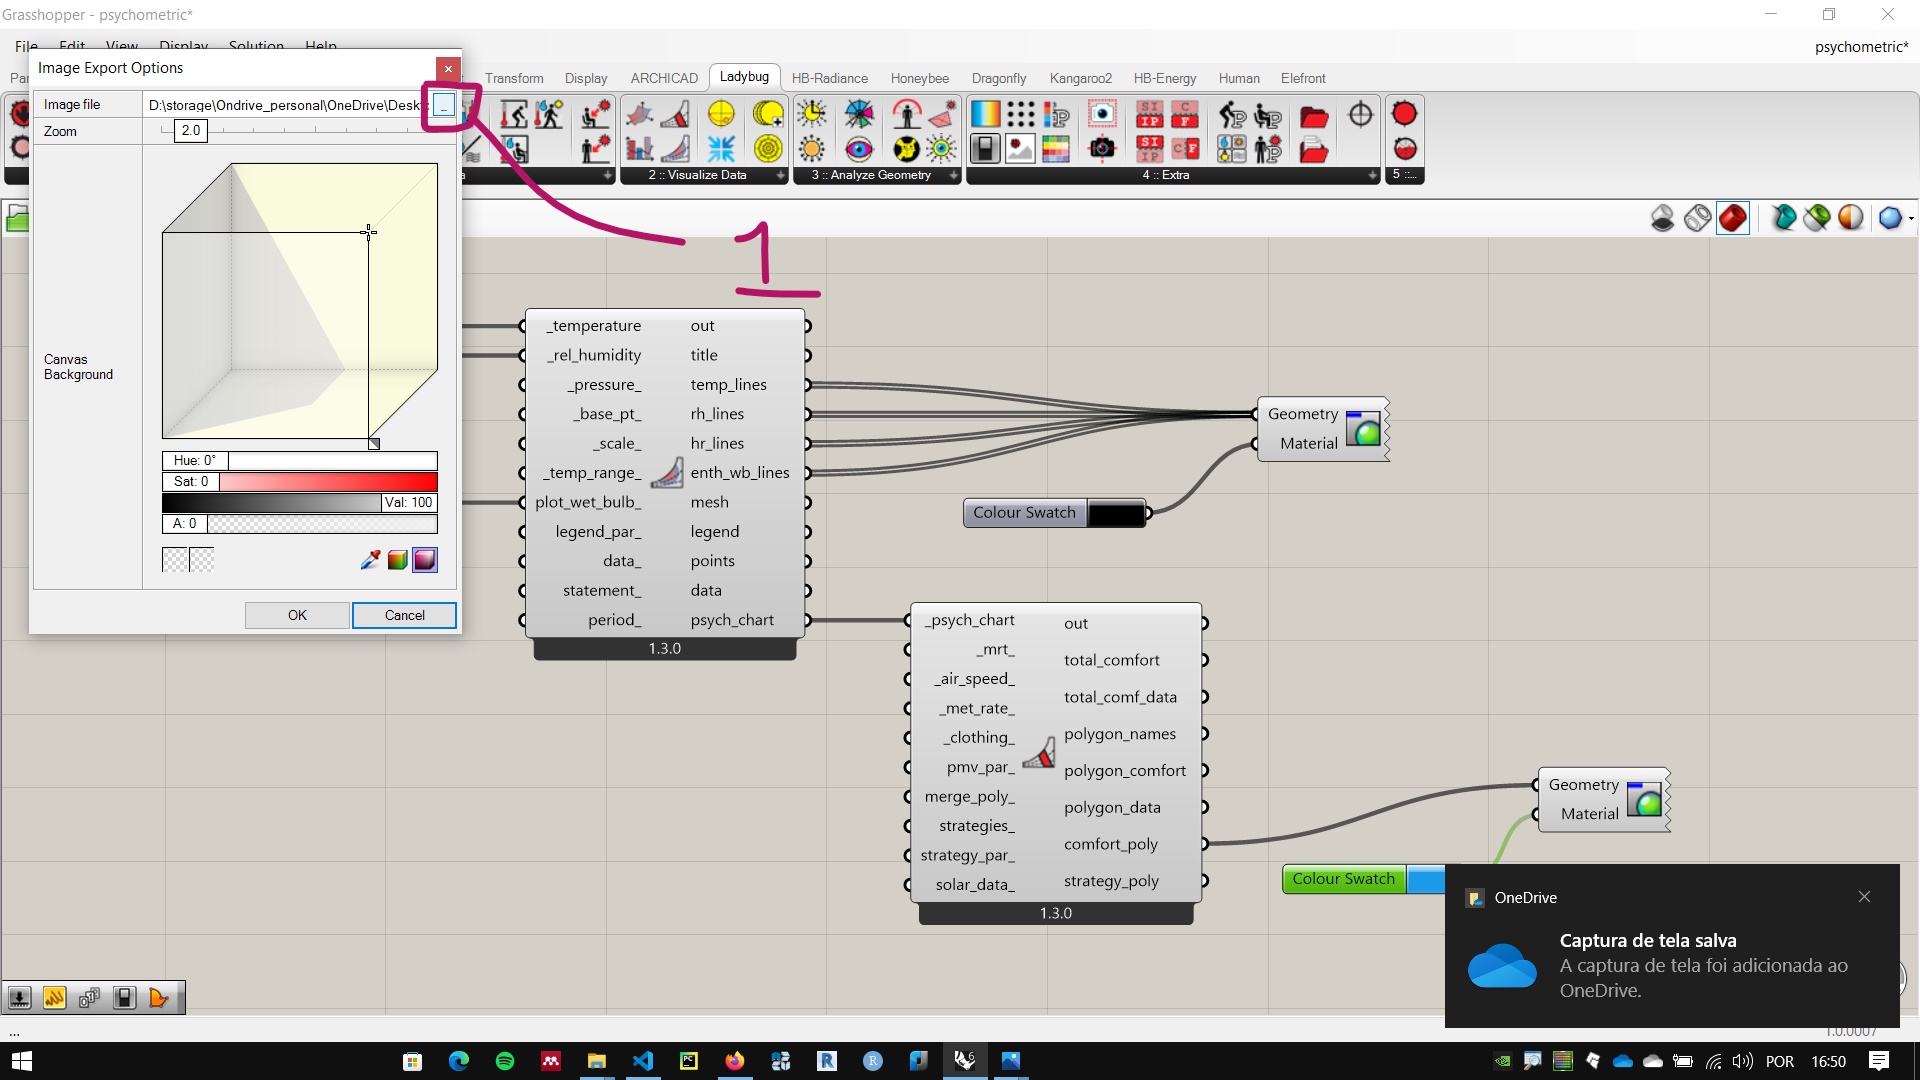 Grasshopper - psychometric*
File Edit View Display Solution Help
psychometric*
Image Export Options
Transform Display ARCHICAD Ladybug HB-Radiance Honeybee Dragonfly Kangaroo2 HB-Energy Human Elefront
Image file D:\storage\Ondrive_personal\OneDrive\Desk
...
Zoom 2.0
2 :: Visualize Data
3 :: Analyze Geometry
4 :: Extra
5 ::...
1
Canvas
Background
Hue: 0°
Sat: 0
Val: 100
A: 0
OK Cancel
_temperature out
_rel_humidity title
_pressure_ temp_lines
_base_pt_ rh_lines
_scale_ hr_lines
_temp_range_ enth_wb_lines
plot_wet_bulb_ mesh
legend_par_ legend
data_ points
statement_ data
period_ psych_chart
1.3.0
Geometry
Material
Colour Swatch
_psych_chart out
_mrt_
_air_speed_ total_comfort
_met_rate_ total_comf_data
_clothing_ polygon_names
pmv_par_ polygon_comfort
merge_poly_ polygon_data
strategies_ comfort_poly
strategy_par_ strategy_poly
solar_data_
1.3.0
Geometry
Material
Colour Swatch
OneDrive
Captura de tela salva
A captura de tela foi adicionada ao
OneDrive.
...
1.0.0007
POR 16:50